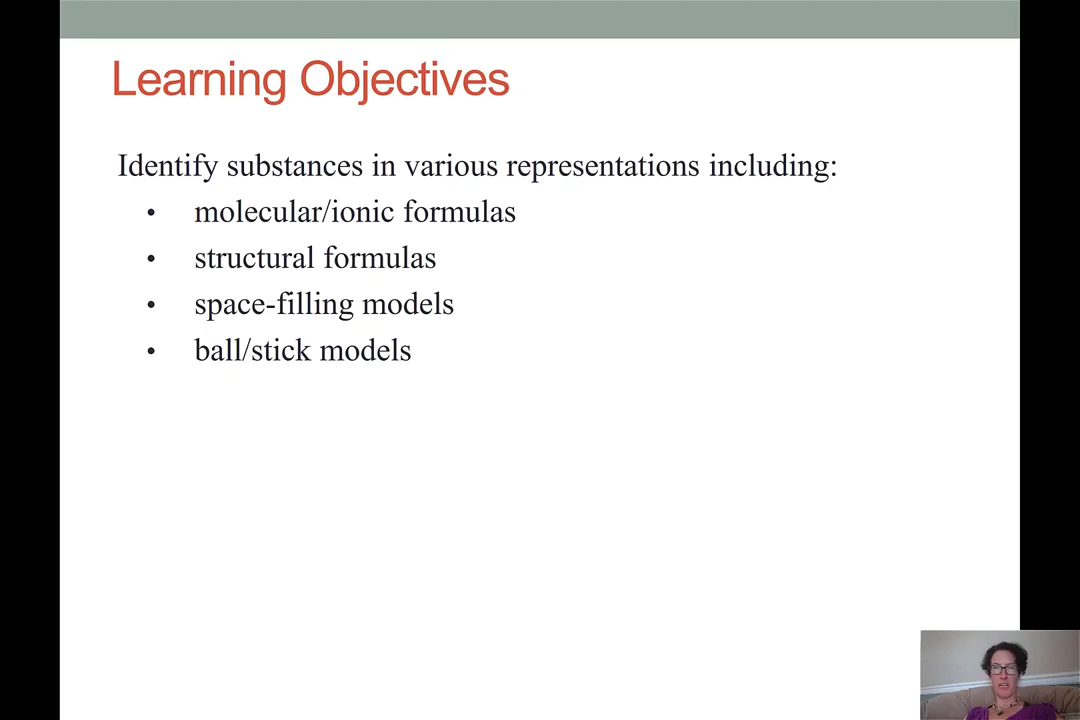 Learning Objectives
Identify substances in various representations including:
• molecular/ionic formulas
• structural formulas
• space-filling models
• ball/stick models